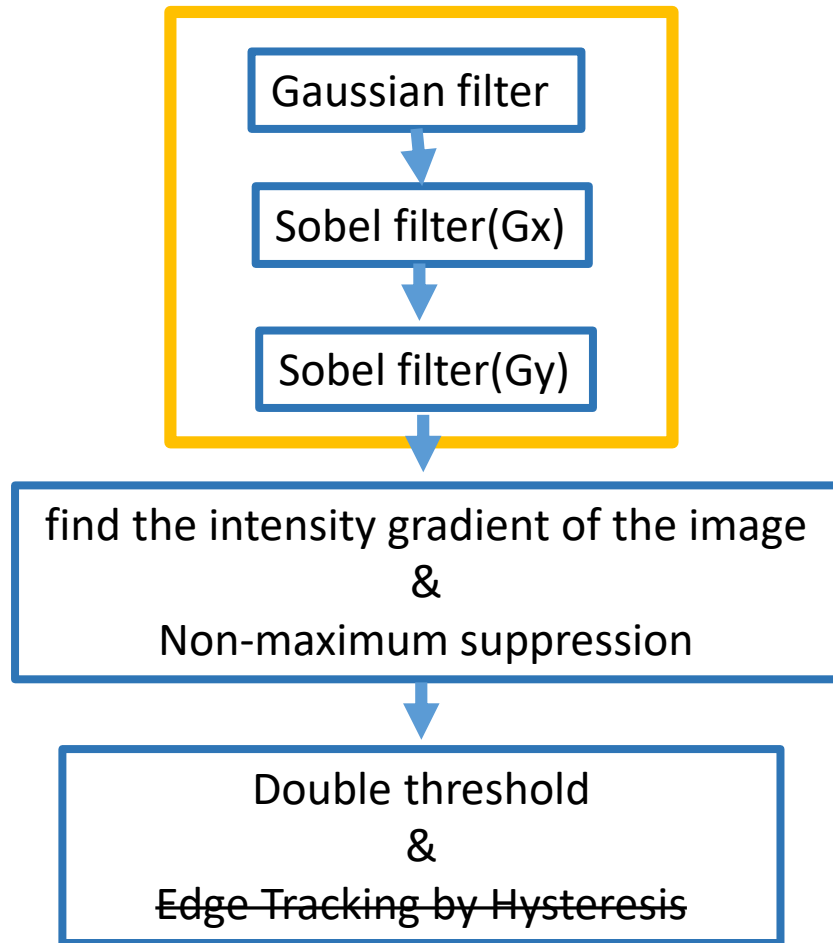 Gaussian filter
Sobel filter(Gx)
Sobel filter(Gy)
find the intensity gradient of the image
&
Non-maximum suppression
Double threshold
&
Edge Tracking by Hysteresis